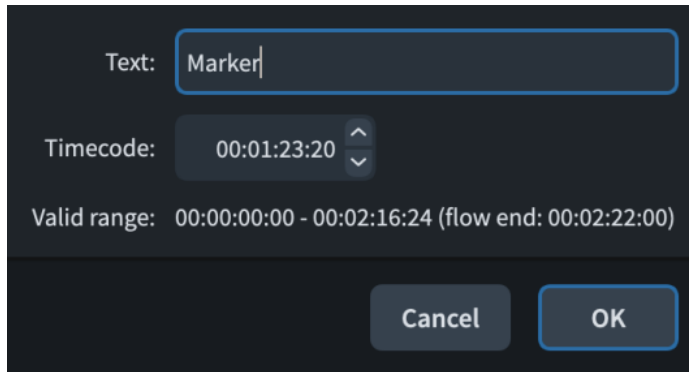 Text: Marker
Timecode: 00:01:23:20
Valid range: 00:00:00:00 - 00:02:16:24 (flow end: 00:02:22:00)
Cancel OK